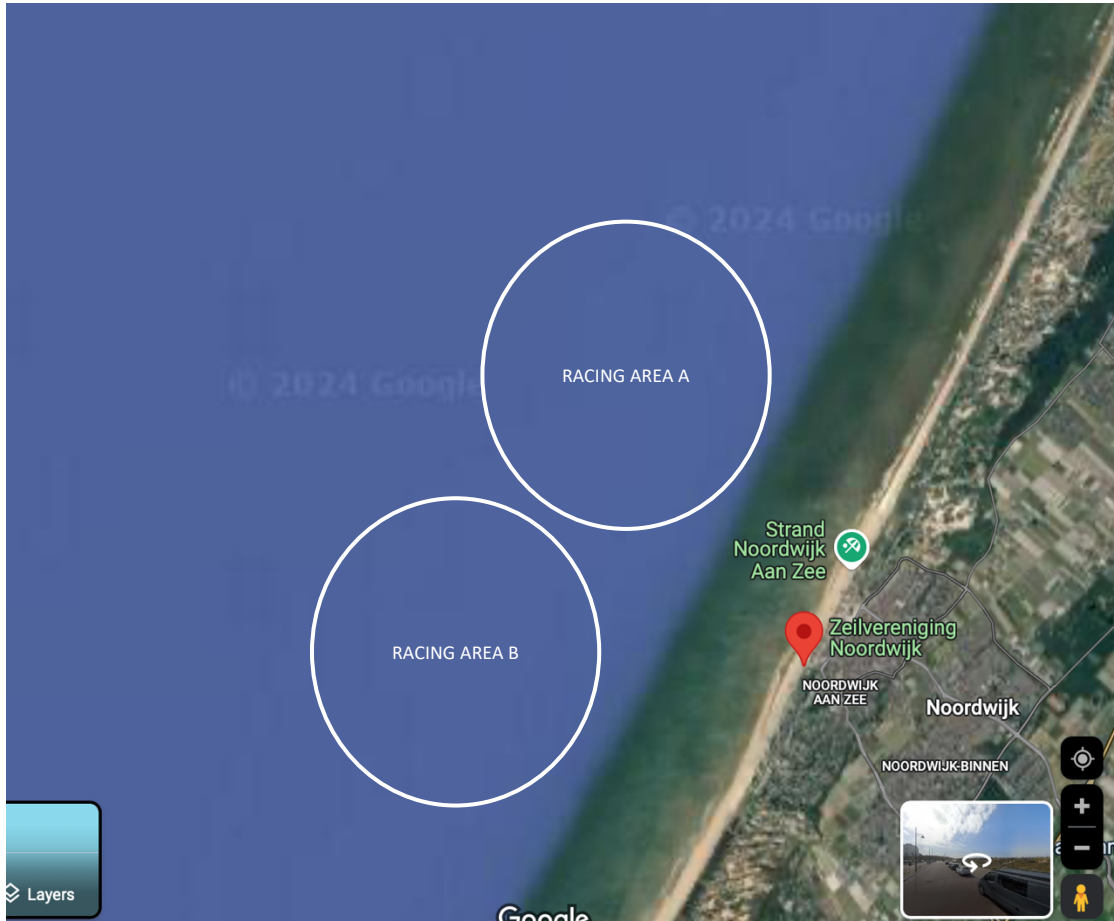 © 2024 Google
© 2024 Google
RACING AREA A
Strand
Noordwijk
Aan Zee
Zeilvereniging
Noordwijk
RACING AREA B
NOORDWIJK
AAN ZEE
Noordwijk
NOORDWIJK-BINNEN
Layers
Google